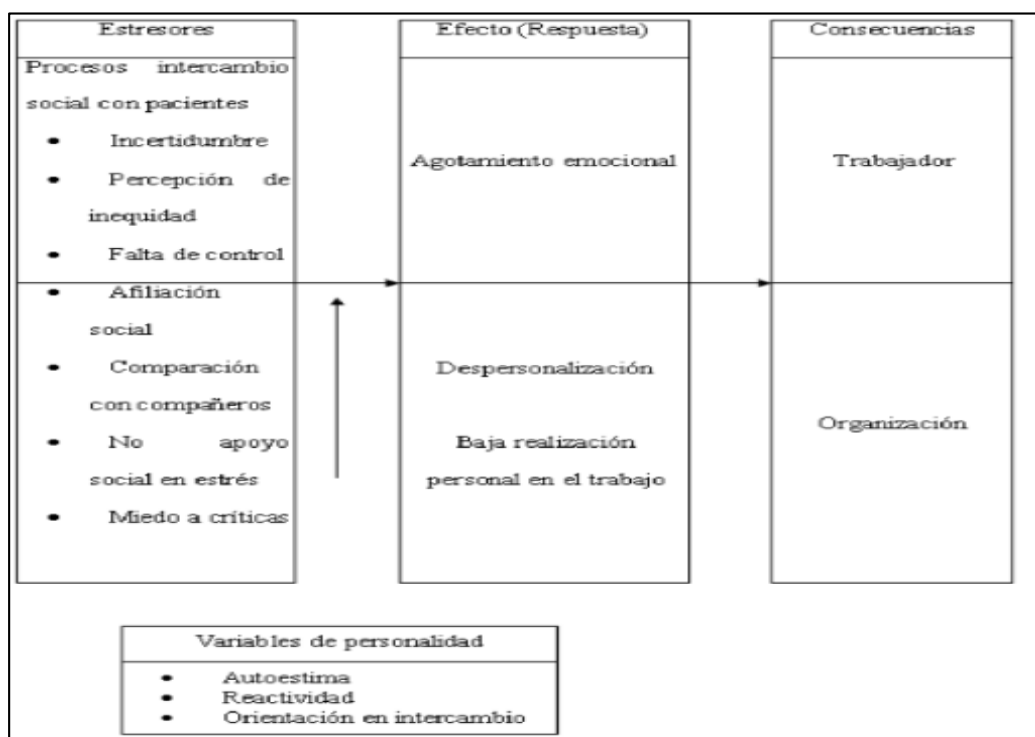 Estresores
Procesos intercambio
social con pacientes
• Incertidumbre
• Percepción de
inequidad
• Falta de control
• Afiliación
social
• Comparación
con compañeros
• No apoyo
social en estrés
• Miedo a críticas
Efecto (Respuesta)
Agotamiento emocional
Despersonalización
Baja realización
personal en el trabajo
Consecuencias
Trabajador
Organización
Variables de personalidad
• Autoestima
• Reactividad
• Orientación en intercambio